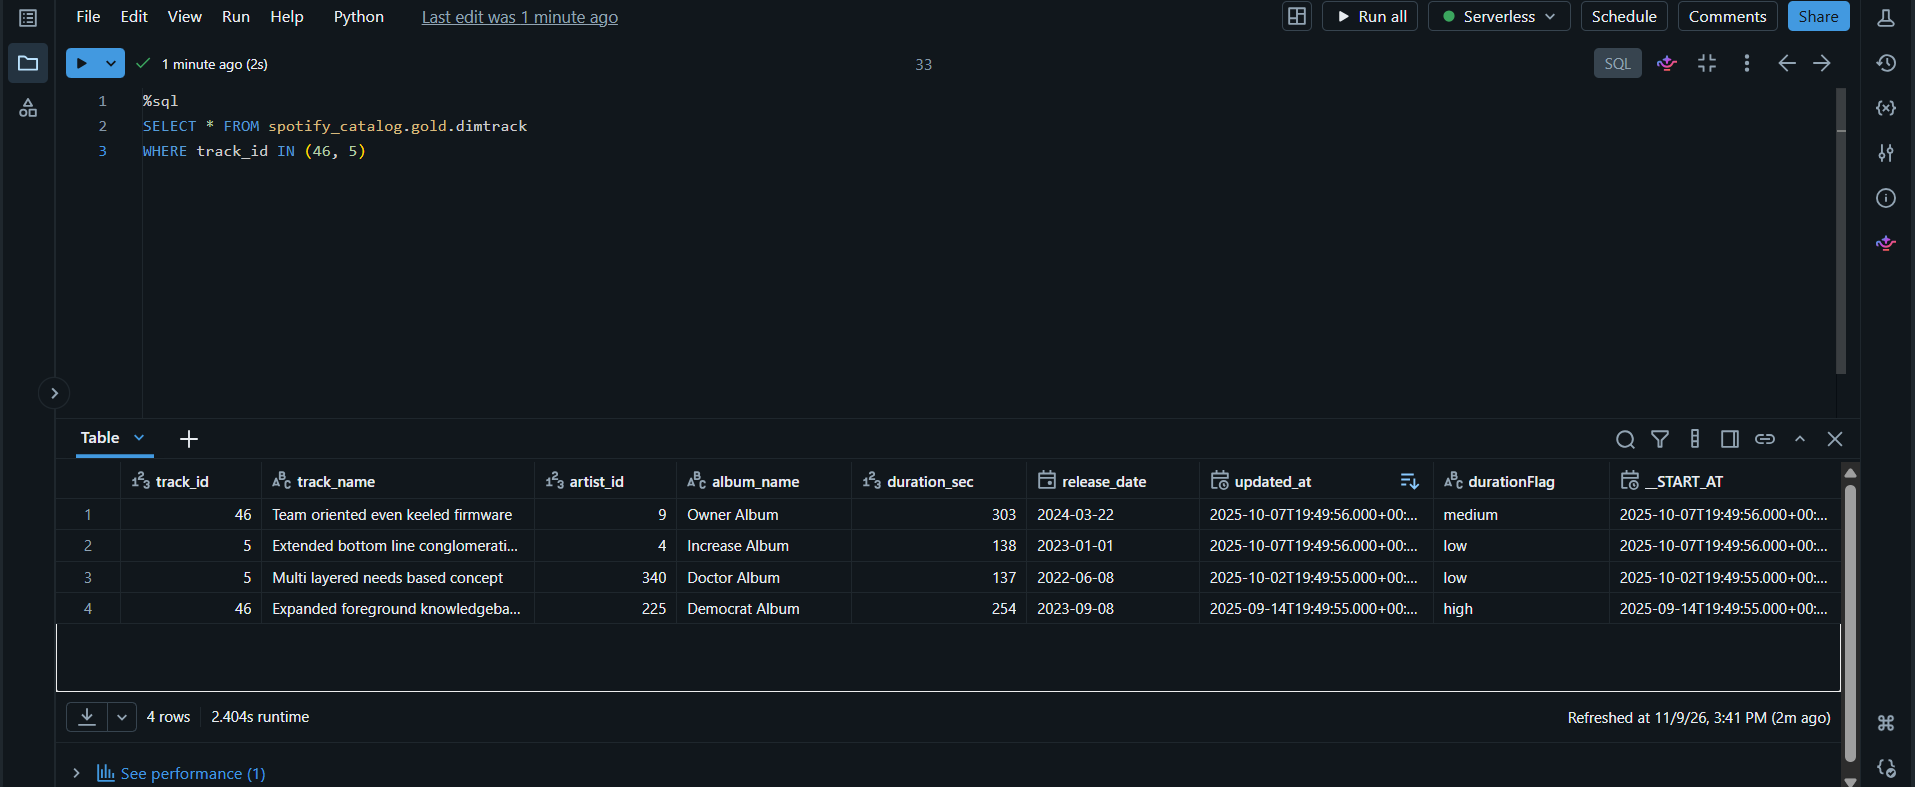 File Edit View Run Help Python Last edit was 1 minute ago Run all Serverless Schedule Comments Share
1 minute ago (2s) 33 SQL
1 %sql
2 SELECT * FROM spotify_catalog.gold.dimtrack
3 WHERE track_id IN (46, 5)
Table
track_id track_name artist_id album_name duration_sec release_date updated_at durationFlag __START_AT
1 46 Team oriented even keeled firmware 9 Owner Album 303 2024-03-22 2025-10-07T19:49:56.000+00:... medium 2025-10-07T19:49:56.000+00:...
2 5 Extended bottom line conglomerati... 4 Increase Album 138 2023-01-01 2025-10-07T19:49:56.000+00:... low 2025-10-07T19:49:56.000+00:...
3 5 Multi layered needs based concept 340 Doctor Album 137 2022-06-08 2025-10-02T19:49:55.000+00:... low 2025-10-02T19:49:55.000+00:...
4 46 Expanded foreground knowledgeba... 225 Democrat Album 254 2023-09-08 2025-09-14T19:49:55.000+00:... high 2025-09-14T19:49:55.000+00:...
4 rows 2.404s runtime Refreshed at 11/9/26, 3:41 PM (2m ago)
See performance (1)